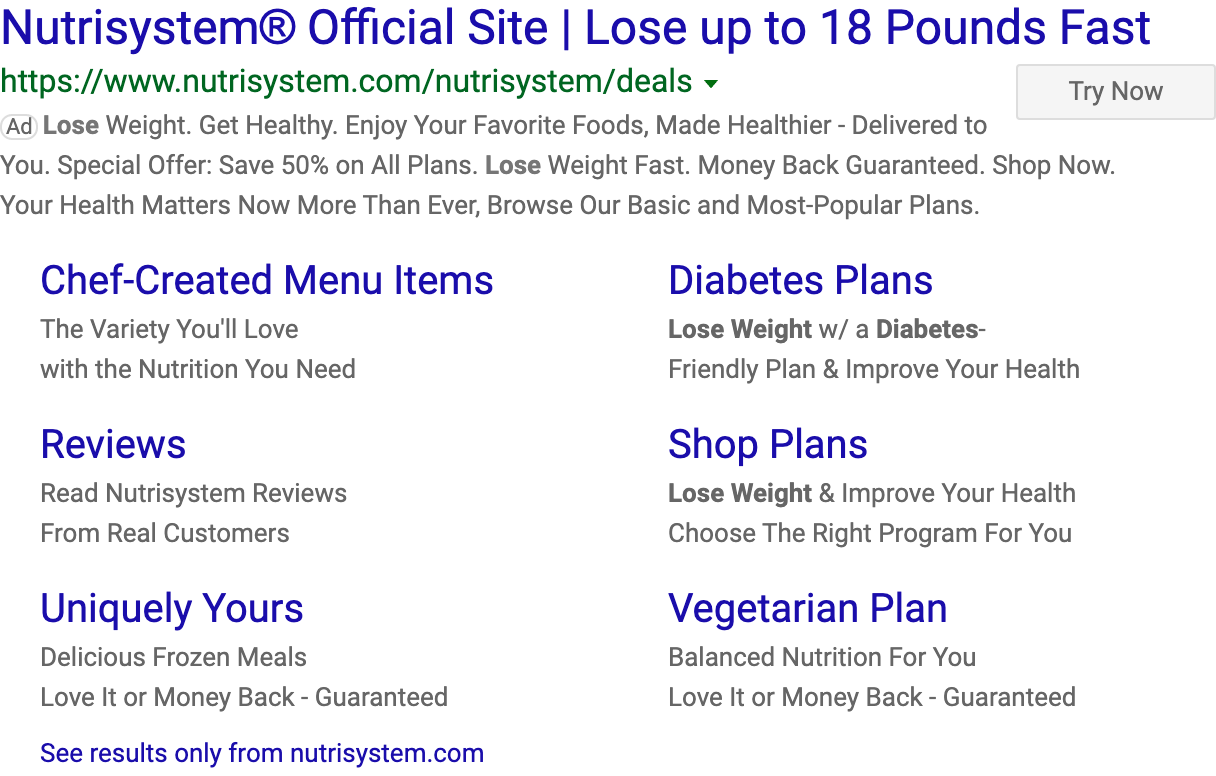 Nutrisystem® Official Site | Lose up to 18 Pounds Fast
https://www.nutrisystem.com/nutrisystem/deals
Try Now
Ad Lose Weight. Get Healthy. Enjoy Your Favorite Foods, Made Healthier - Delivered to
You. Special Offer: Save 50% on All Plans. Lose Weight Fast. Money Back Guaranteed. Shop Now.
Your Health Matters Now More Than Ever, Browse Our Basic and Most-Popular Plans.
Chef-Created Menu Items
The Variety You'll Love
with the Nutrition You Need
Diabetes Plans
Lose Weight w/ a Diabetes-
Friendly Plan & Improve Your Health
Reviews
Read Nutrisystem Reviews
From Real Customers
Shop Plans
Lose Weight & Improve Your Health
Choose The Right Program For You
Uniquely Yours
Delicious Frozen Meals
Love It or Money Back - Guaranteed
Vegetarian Plan
Balanced Nutrition For You
Love It or Money Back - Guaranteed
See results only from nutrisystem.com